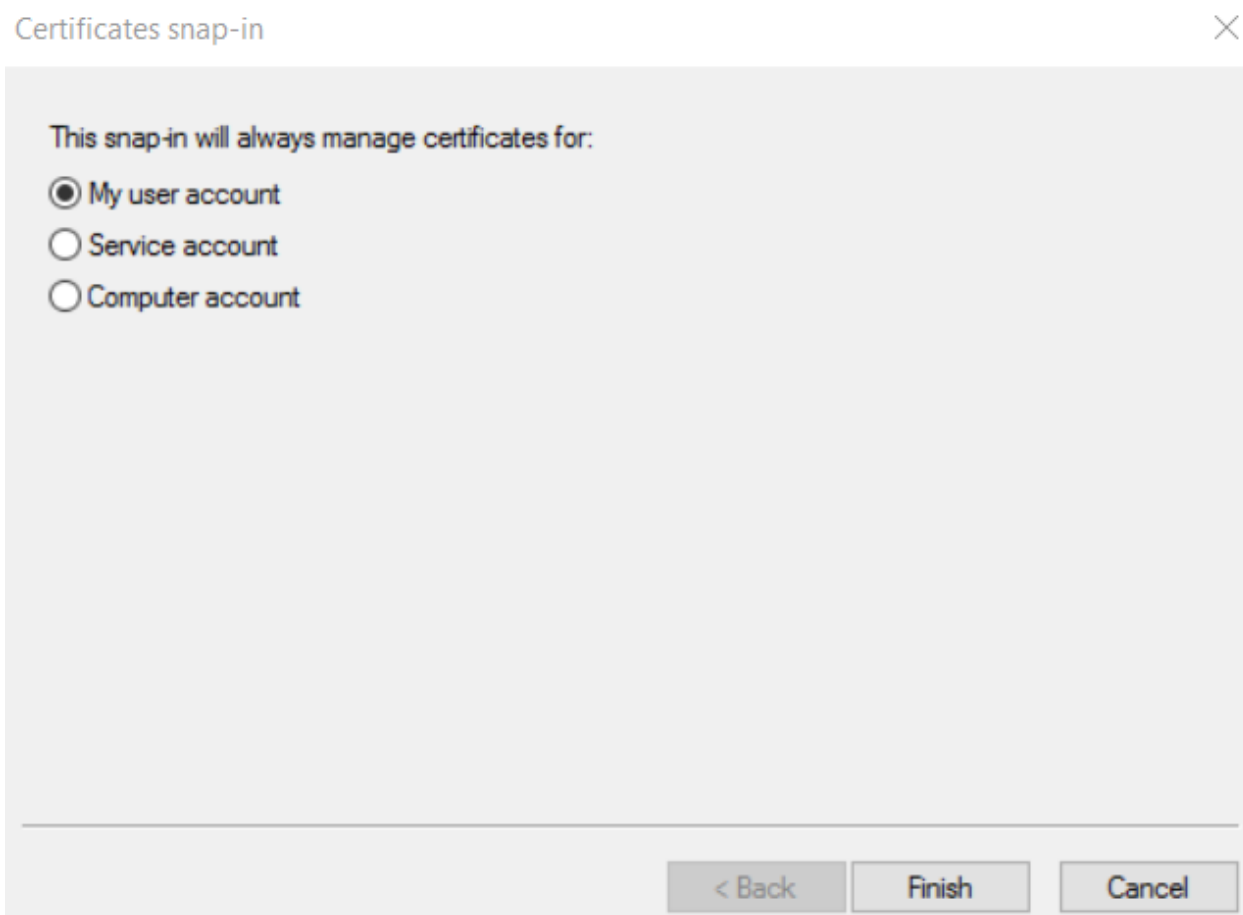 Certificates snap-in
This snap-in will always manage certificates for:
My user account
Service account
Computer account
< Back
Finish
Cancel